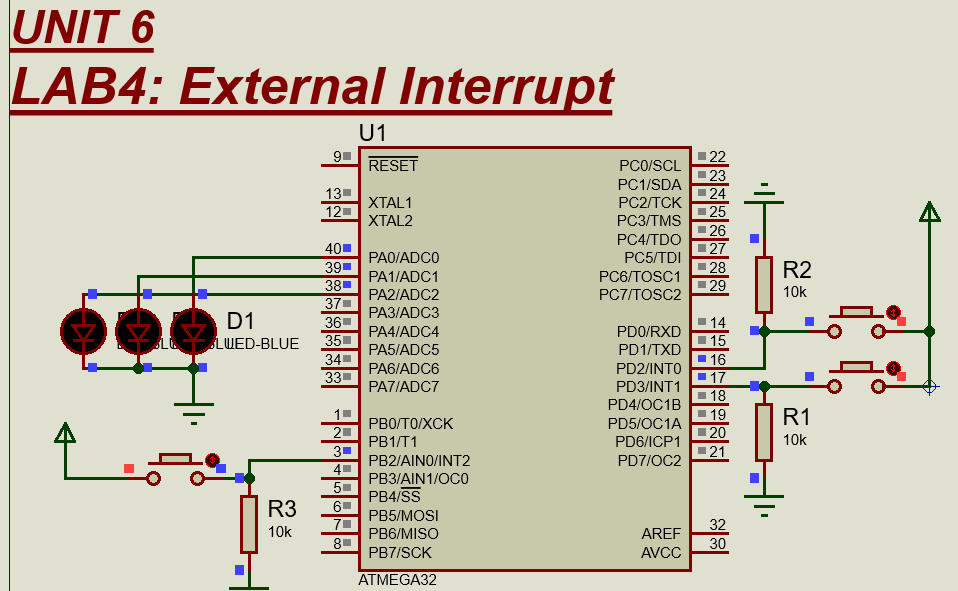 UNIT 6
LAB4: External Interrupt
U1
9 RESET PC0/SCL 22
PC1/SDA 23
13 XTAL1 PC2/TCK 24
12 XTAL2 PC3/TMS 25
PC4/TDO 26
40 PA0/ADC0 PC5/TDI 27
39 PA1/ADC1 PC6/TOSC1 28
38 PA2/ADC2 PC7/TOSC2 29
37 PA3/ADC3
36 PA4/ADC4 PD0/RXD 14
35 PA5/ADC5 PD1/TXD 15
34 PA6/ADC6 PD2/INT0 16
33 PA7/ADC7 PD3/INT1 17
PD4/OC1B 18
1 PB0/T0/XCK PD5/OC1A 19
2 PB1/T1 PD6/ICP1 20
3 PB2/AIN0/INT2 PD7/OC2 21
4 PB3/AIN1/OC0
5 PB4/SS
6 PB5/MOSI
7 PB6/MISO AREF 32
8 PB7/SCK AVCC 30
ATMEGA32
D1
LED-BLUE
R2
10k
R1
10k
R3
10k